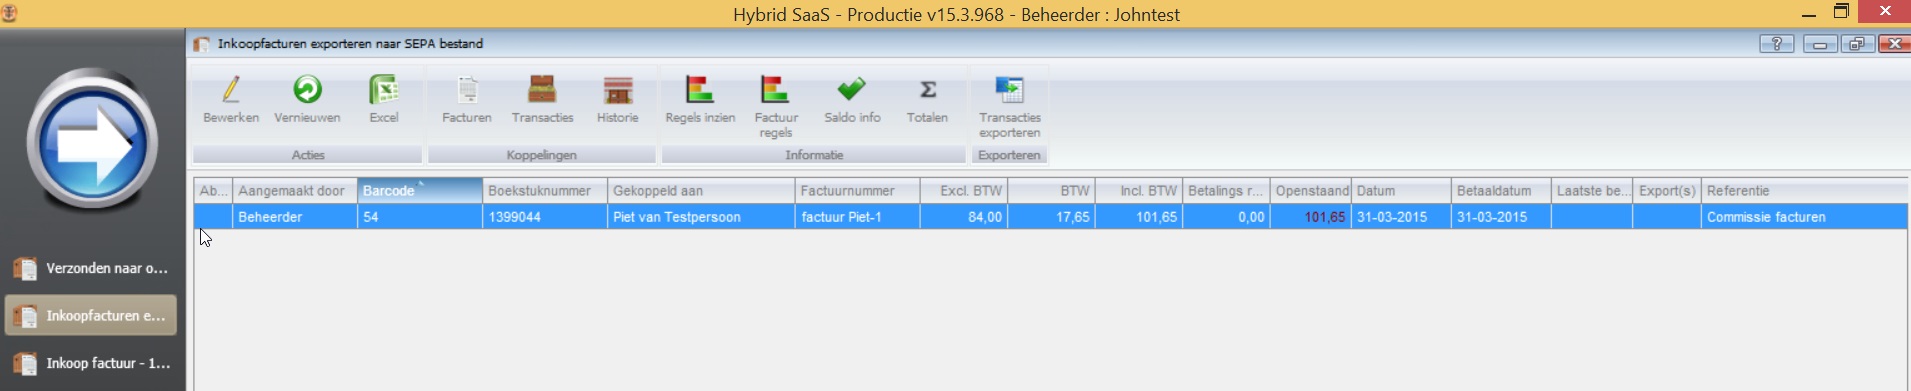 Hybrid SaaS - Productie v15.3.968 - Beheerder : Johntest
Inkoopfacturen exporteren naar SEPA bestand
Bewerken Vernieuwen Excel Facturen Transacties Historie Regels inzien Factuur regels Saldo info Totalen Transacties exporteren
Acties Koppelingen Informatie Exporteren
Ab... Aangemaakt door Barcode Boekstuknummer Gekoppeld aan Factuurnummer Excl. BTW BTW Incl. BTW Betalings r... Openstaand Datum Betaaldatum Laatste be... Export(s) Referentie
Beheerder 54 1399044 Piet van Testpersoon factuur Piet-1 84,00 17,65 101,65 0,00 101,65 31-03-2015 31-03-2015 Commissie facturen
Verzonden naar o...
Inkoopfacturen e...
Inkoop factuur - 1...